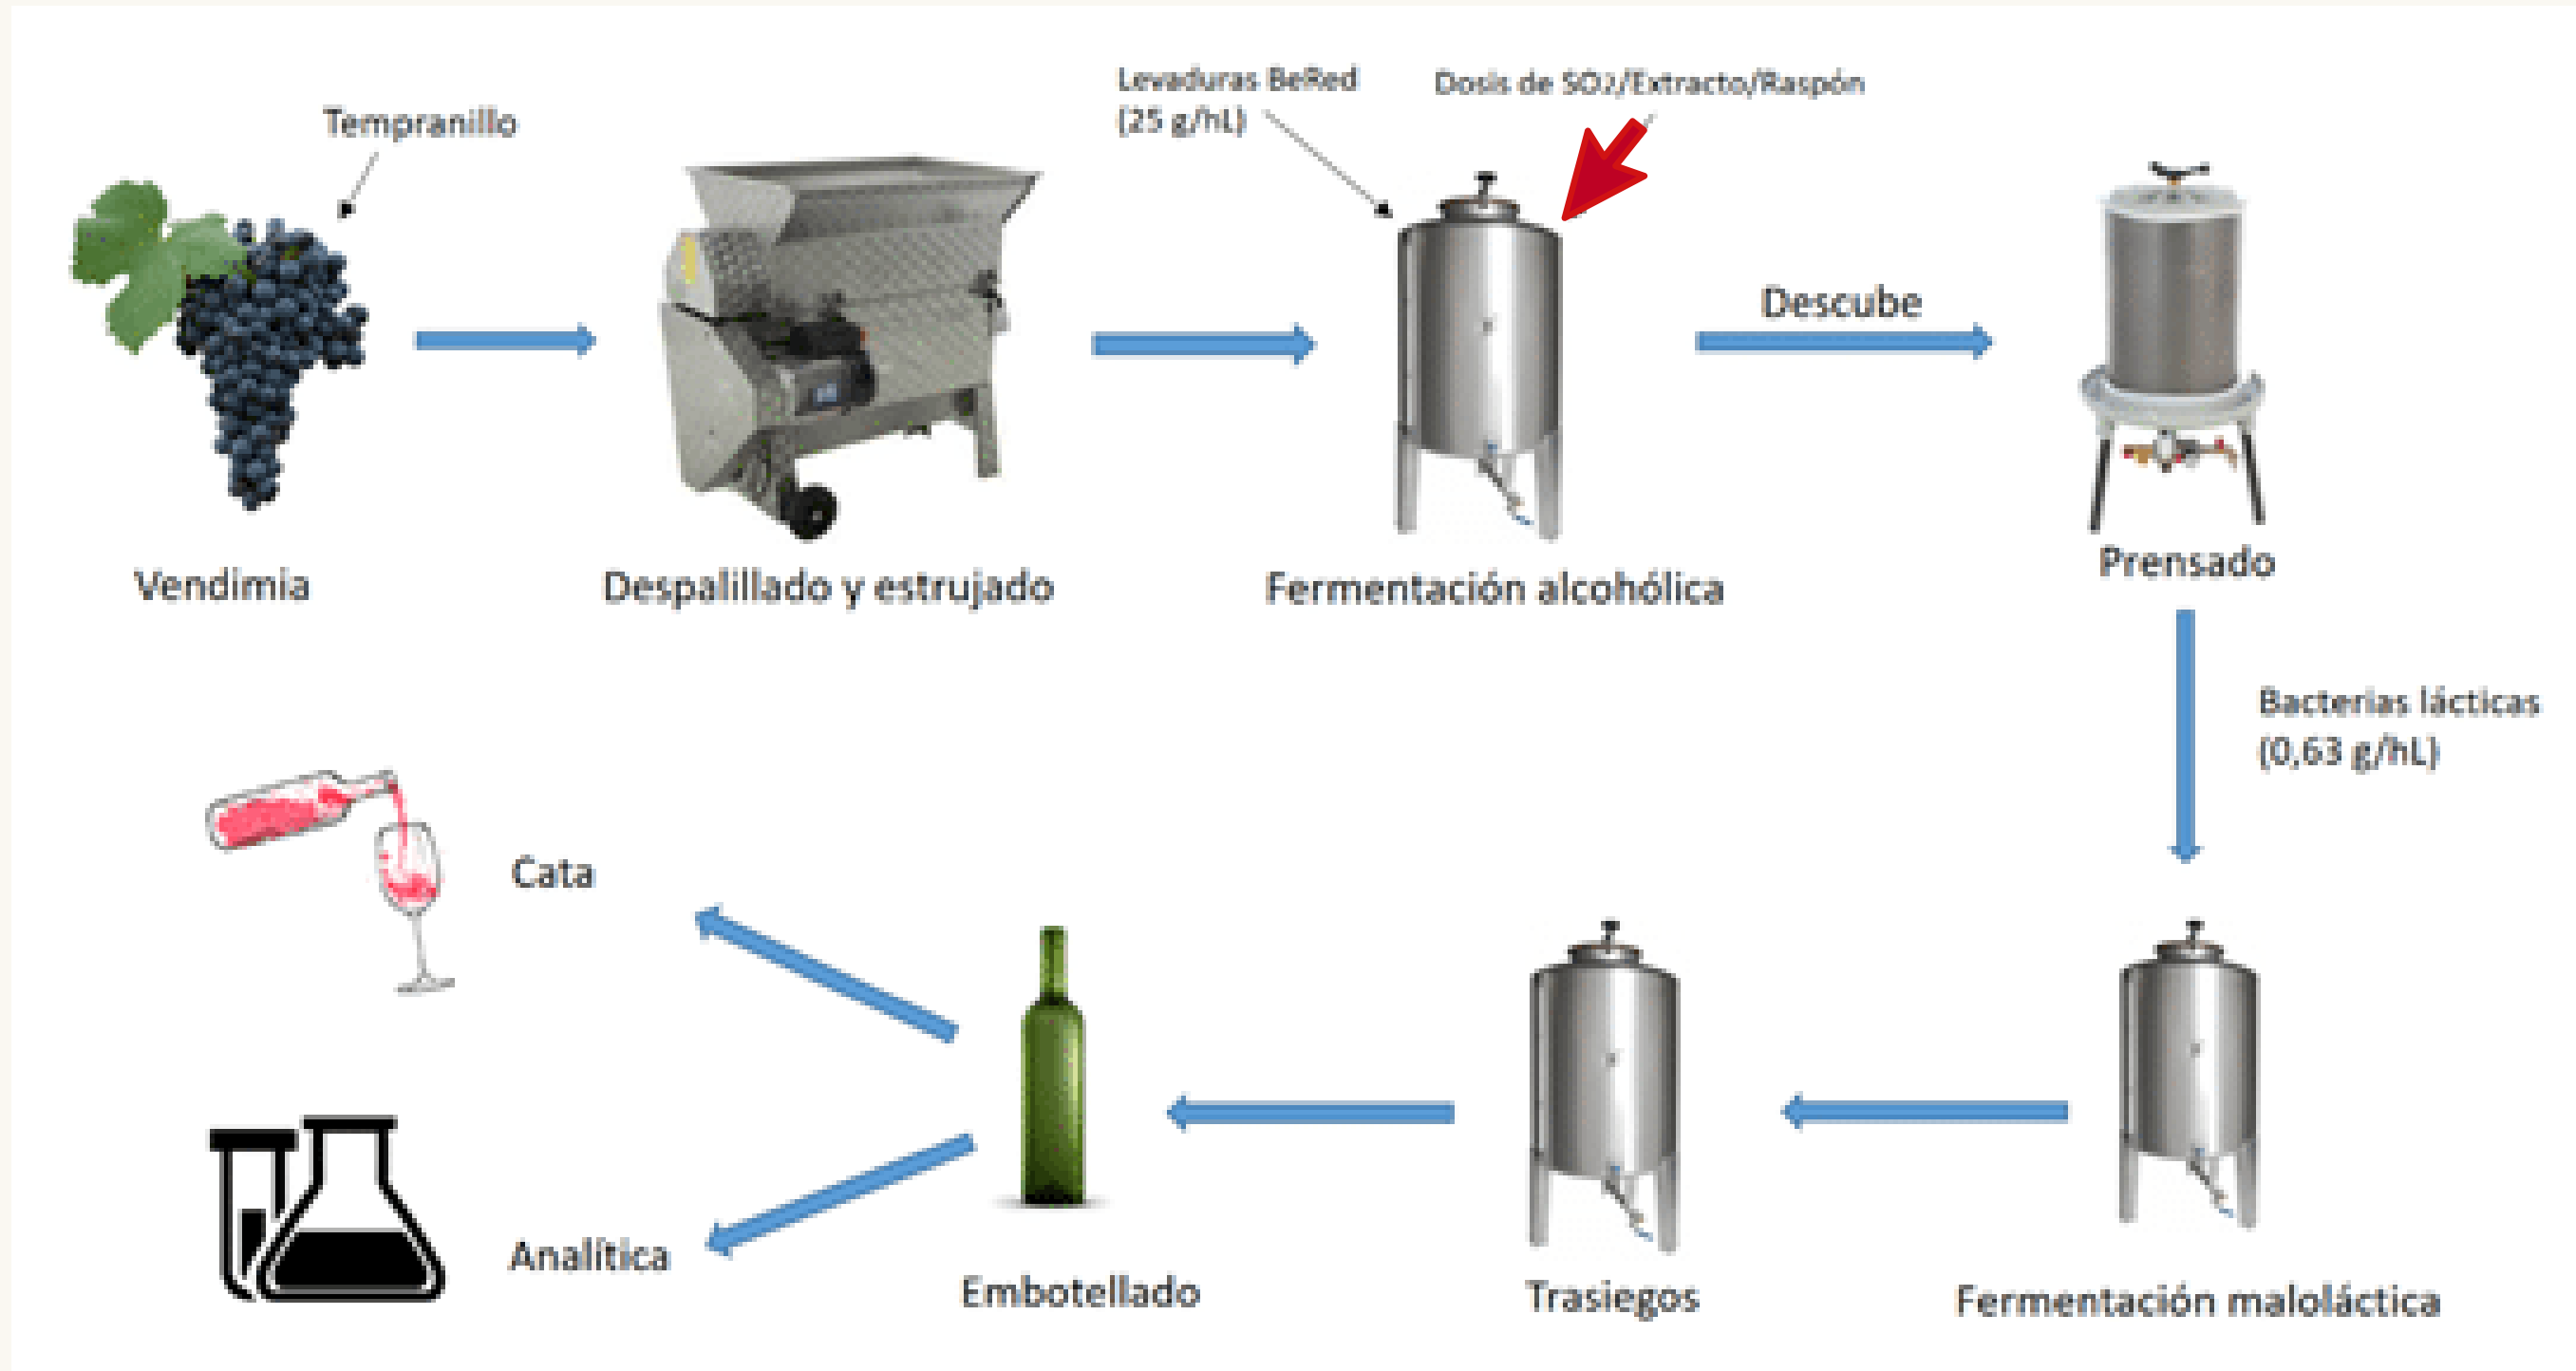 Tempranillo
Levaduras BeRed
(25 g/hL)
Dosis de SO2/Extracto/Raspón
Descube
Vendimia
Despalillado y estrujado
Fermentación alcohólica
Prensado
Bacterias lácticas
(0,63 g/hL)
Cata
Analítica
Embotellado
Trasiegos
Fermentación maloláctica